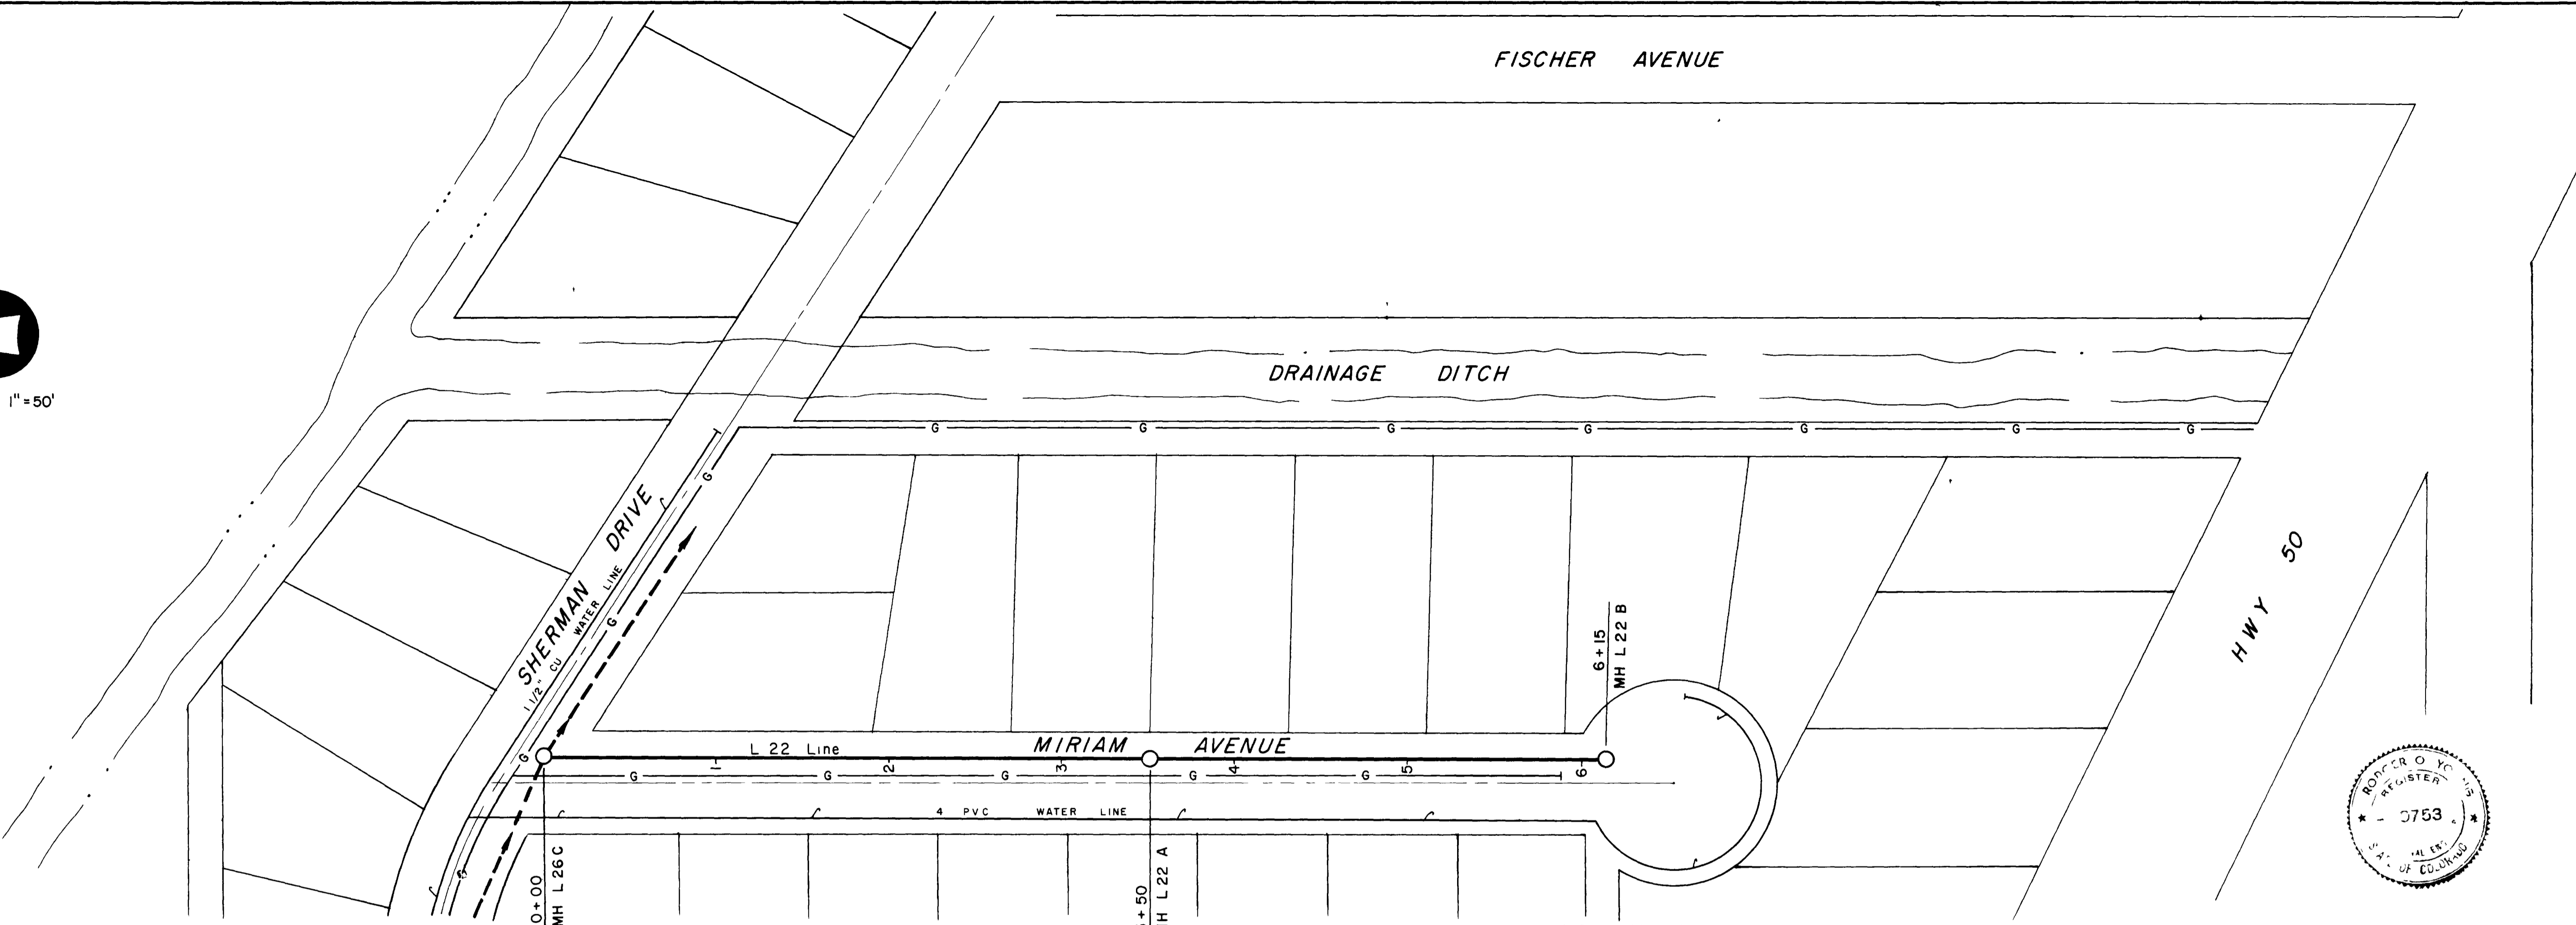 FISCHER AVENUE
1"=50'
DRAINAGE DITCH
G G G G G G G
G
SHERMAN DRIVE
1 1/2" CU WATER LINE
G
HWY 50
6+15
MH L22 B
L 22 Line
MIRIAM AVENUE
G
1 2 3 4 5 6
G G G G G
4 PVC WATER LINE
G
0+00
MH L26C
+50
H L22 A
0753
STATE OF COLORADO